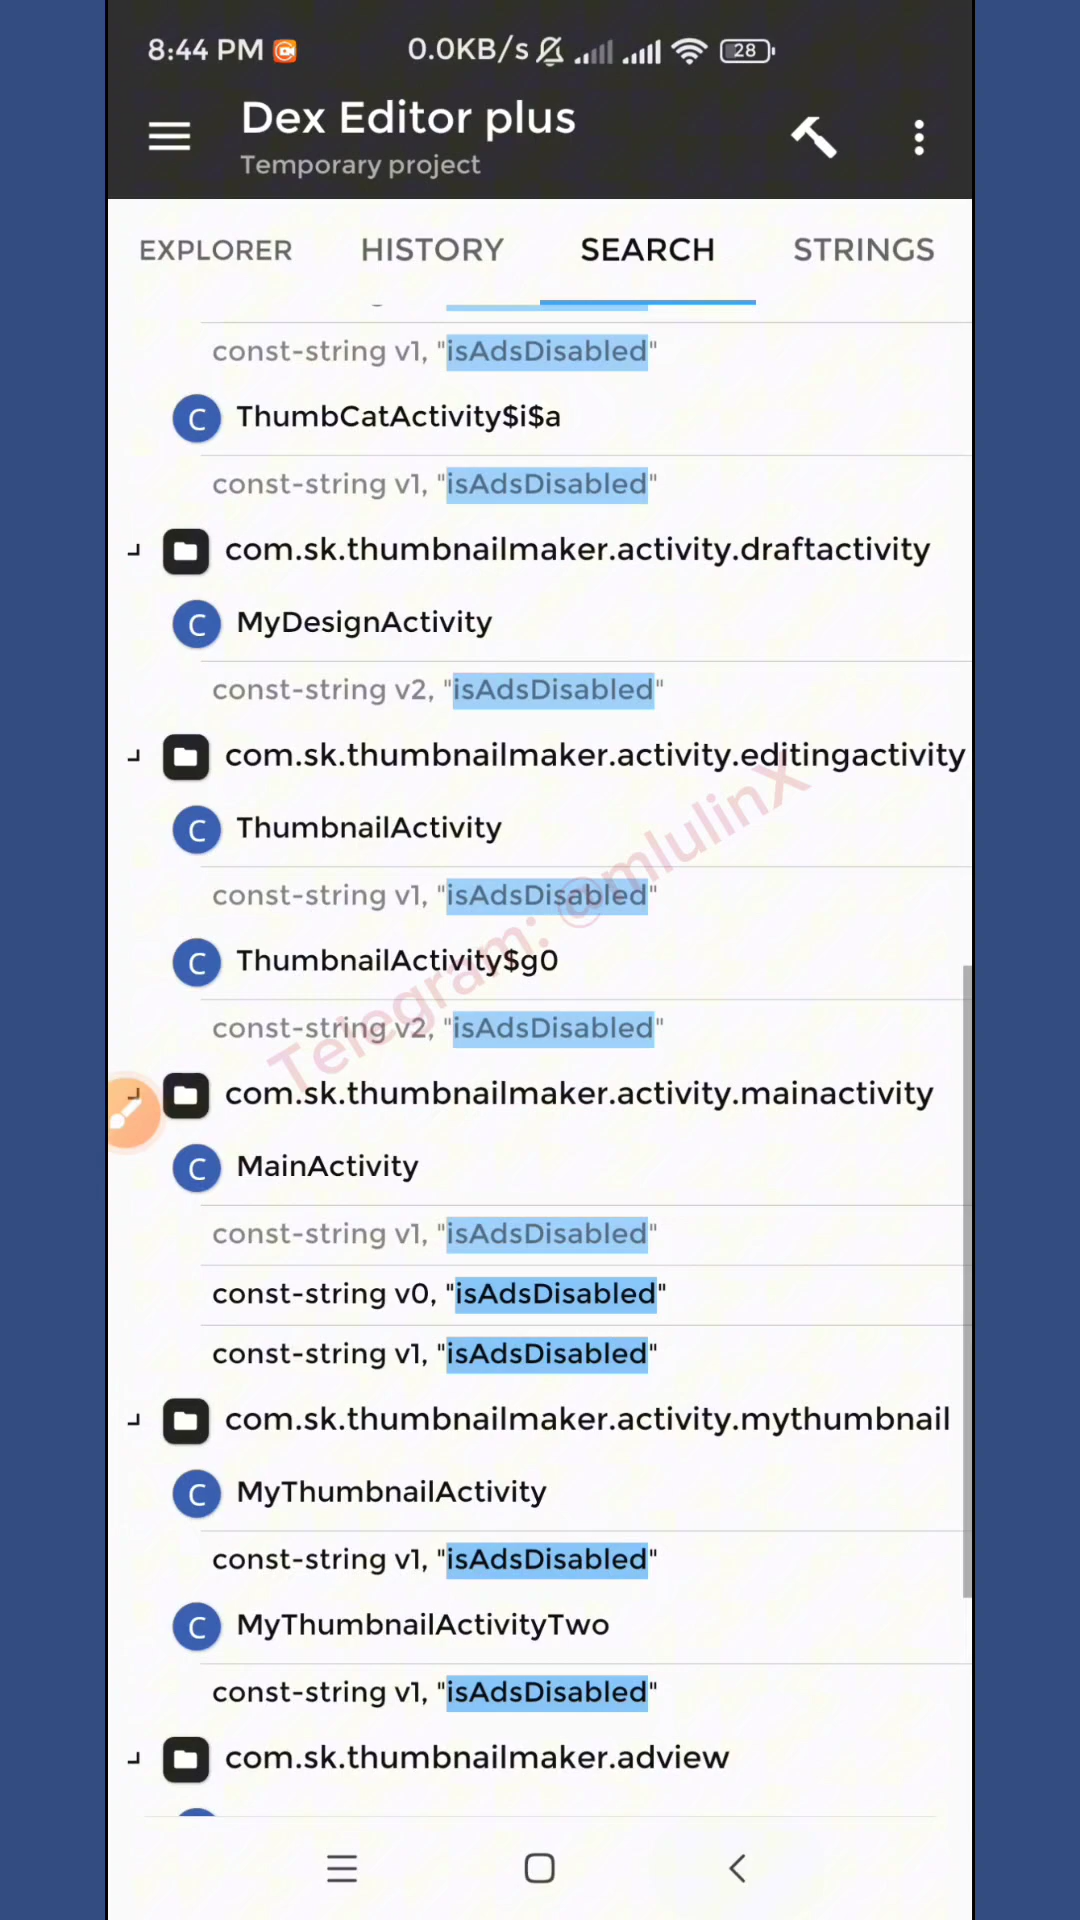 8:44 PM 0.0KB/s 28
Dex Editor plus
Temporary project
EXPLORER HISTORY SEARCH STRINGS
const-string v1, "isAdsDisabled"
C ThumbCatActivity$i$a
const-string v1, "isAdsDisabled"
com.sk.thumbnailmaker.activity.draftactivity
C MyDesignActivity
const-string v2, "isAdsDisabled"
com.sk.thumbnailmaker.activity.editingactivity
C ThumbnailActivity
const-string v1, "isAdsDisabled"
C ThumbnailActivity$g0
const-string v2, "isAdsDisabled"
Telegram: @mlulinX
com.sk.thumbnailmaker.activity.mainactivity
C MainActivity
const-string v1, "isAdsDisabled"
const-string v0, "isAdsDisabled"
const-string v1, "isAdsDisabled"
com.sk.thumbnailmaker.activity.mythumbnail
C MyThumbnailActivity
const-string v1, "isAdsDisabled"
C MyThumbnailActivityTwo
const-string v1, "isAdsDisabled"
com.sk.thumbnailmaker.adview